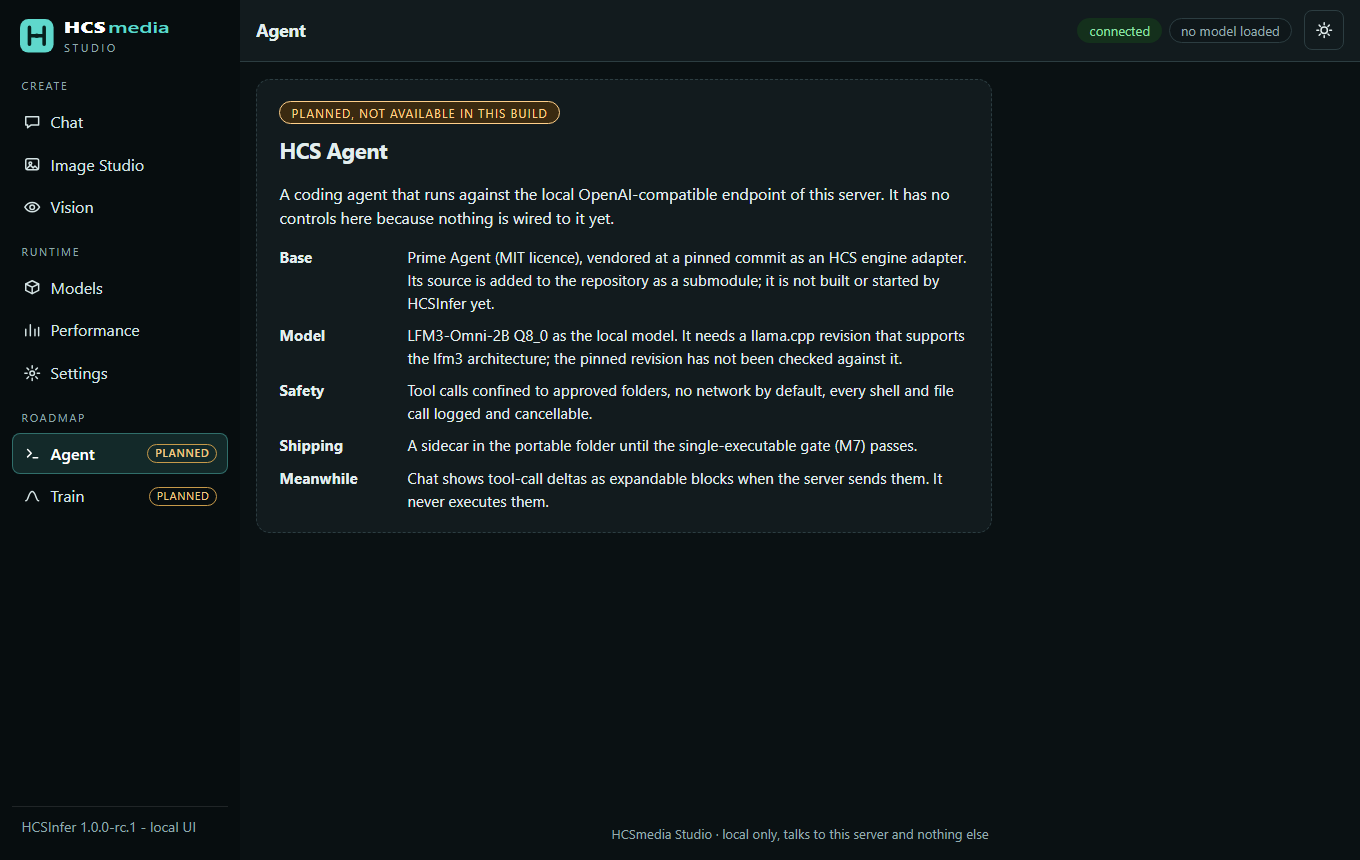 HCSmedia
STUDIO
CREATE
Chat
Image Studio
Vision
RUNTIME
Models
Performance
Settings
ROADMAP
Agent PLANNED
Train PLANNED
HCSInfer 1.0.0-rc.1 - local UI
Agent
connected
no model loaded
PLANNED, NOT AVAILABLE IN THIS BUILD
HCS Agent
A coding agent that runs against the local OpenAI-compatible endpoint of this server. It has no
controls here because nothing is wired to it yet.
Base Prime Agent (MIT licence), vendored at a pinned commit as an HCS engine adapter.
Its source is added to the repository as a submodule; it is not built or started by
HCSInfer yet.
Model LFM3-Omni-2B Q8_0 as the local model. It needs a llama.cpp revision that supports
the lfm3 architecture; the pinned revision has not been checked against it.
Safety Tool calls confined to approved folders, no network by default, every shell and file
call logged and cancellable.
Shipping A sidecar in the portable folder until the single-executable gate (M7) passes.
Meanwhile Chat shows tool-call deltas as expandable blocks when the server sends them. It
never executes them.
HCSmedia Studio · local only, talks to this server and nothing else